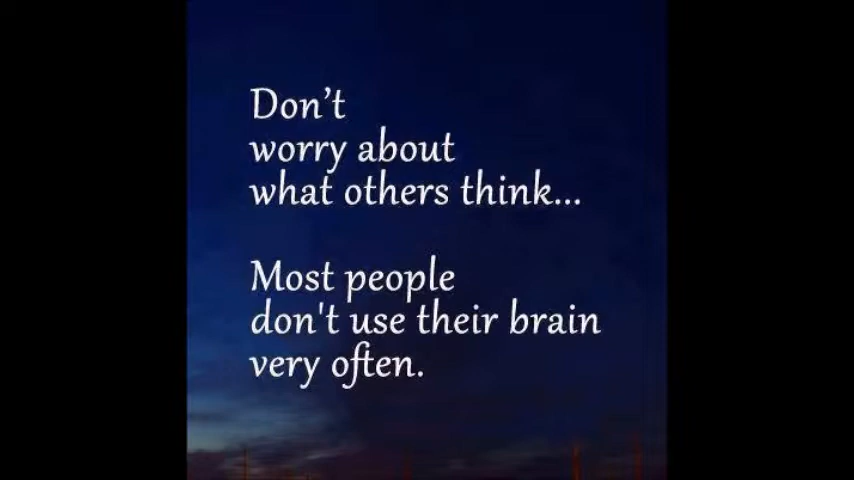 Don’t
worry about
what others think...
Most people
don't use their brain
very often.